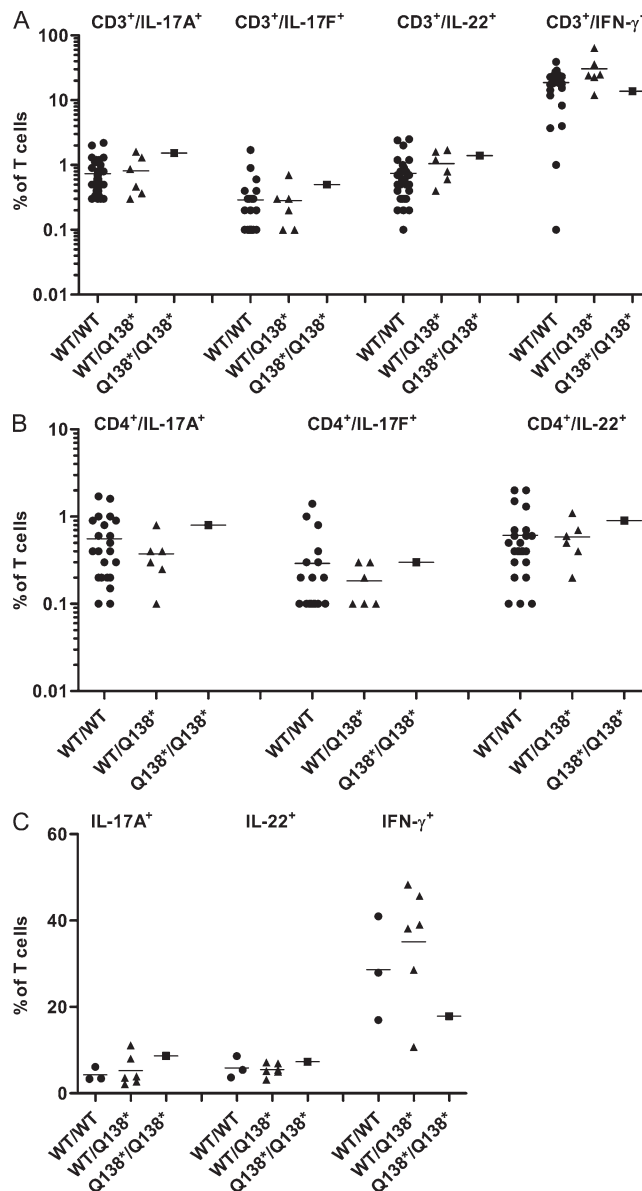 A
CD3⁺/IL-17A⁺ CD3⁺/IL-17F⁺ CD3⁺/IL-22⁺ CD3⁺/IFN-γ⁺
100
10
1
0.1
0.01
% of T cells
WT/WT WT/Q138* Q138*/Q138* WT/WT WT/Q138* Q138*/Q138* WT/WT WT/Q138* Q138*/Q138* WT/WT WT/Q138* Q138*/Q138*
B
CD4⁺/IL-17A⁺ CD4⁺/IL-17F⁺ CD4⁺/IL-22⁺
10
1
0.1
0.01
% of T cells
WT/WT WT/Q138* Q138*/Q138* WT/WT WT/Q138* Q138*/Q138* WT/WT WT/Q138* Q138*/Q138*
C
IL-17A⁺ IL-22⁺ IFN-γ⁺
60
40
20
0
% of T cells
WT/WT WT/Q138* Q138*/Q138* WT/WT WT/Q138* Q138*/Q138* WT/WT WT/Q138* Q138*/Q138*